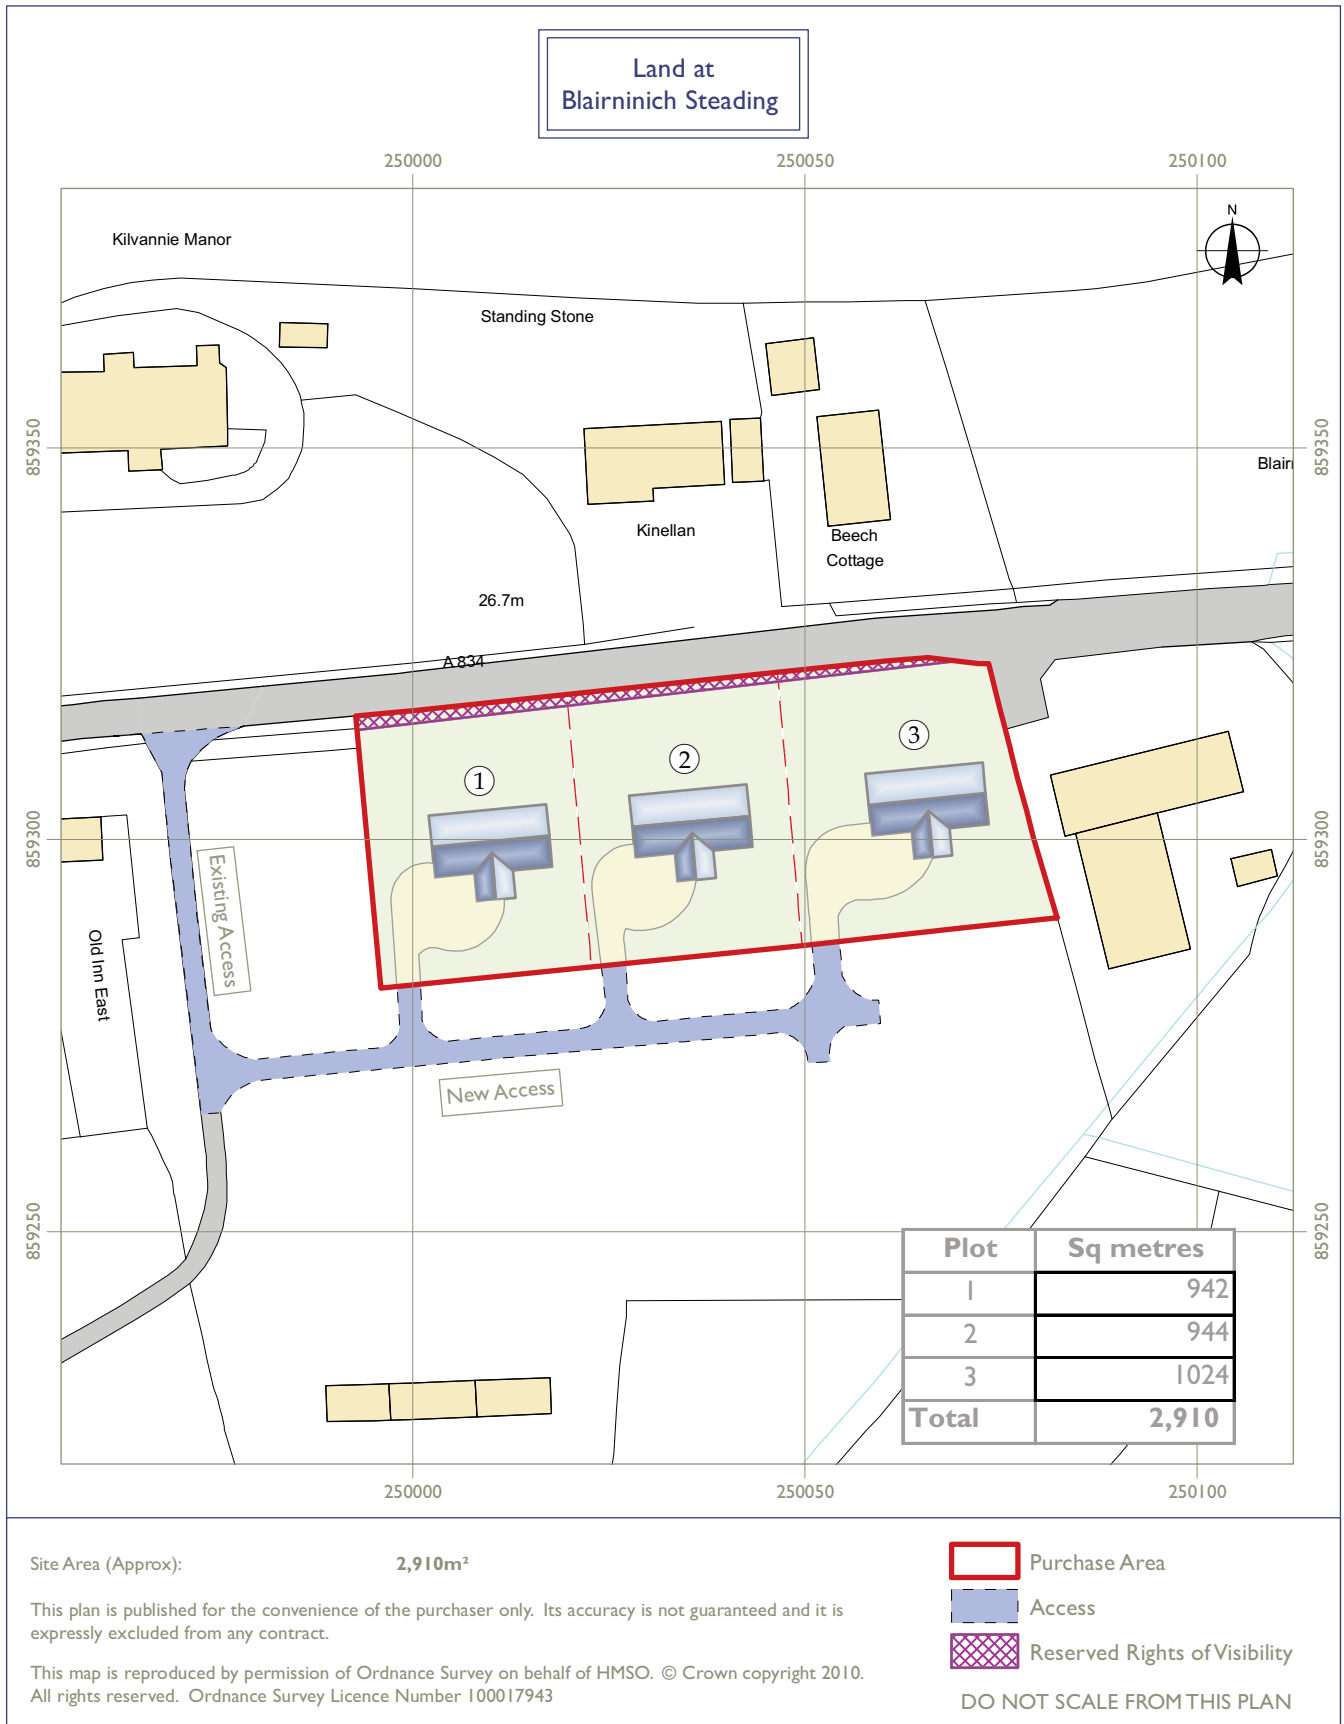 Land at
Blairninich Steading
250000
250050
250100
N
Kilvannie Manor
Standing Stone
859350
859350
Blairn
Kinellan
Beech
Cottage
26.7m
A 834
1
2
3
859300
859300
Existing Access
Old Inn East
New Access
859250
859250
Plot Sq metres
1 942
2 944
3 1024
Total 2,910
250000
250050
250100
Site Area (Approx): 2,910m²
This plan is published for the convenience of the purchaser only. Its accuracy is not guaranteed and it is
expressly excluded from any contract.
This map is reproduced by permission of Ordnance Survey on behalf of HMSO. © Crown copyright 2010.
All rights reserved. Ordnance Survey Licence Number 100017943
Purchase Area
Access
Reserved Rights of Visibility
DO NOT SCALE FROM THIS PLAN